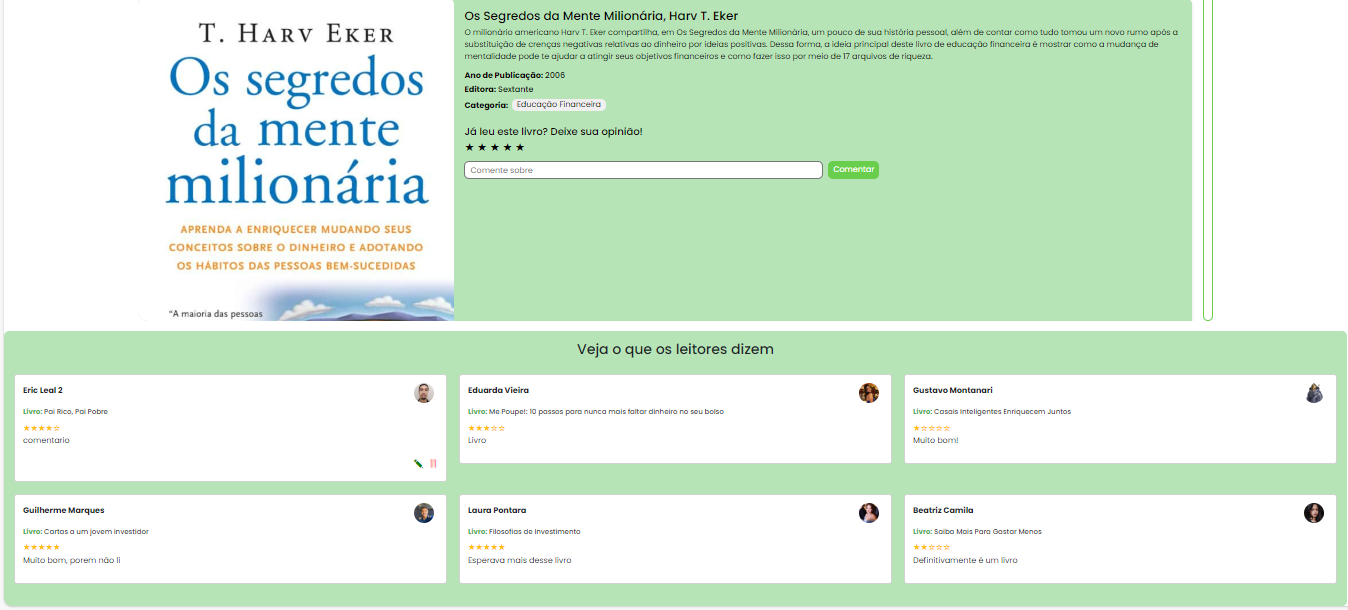 T. HARV EKER
Os segredos
da mente
milionária
APRENDA A ENRIQUECER MUDANDO SEUS
CONCEITOS SOBRE O DINHEIRO E ADOTANDO
OS HÁBITOS DAS PESSOAS BEM-SUCEDIDAS
"A maioria das pessoas
Os Segredos da Mente Milionária, Harv T. Eker
O milionário americano Harv T. Eker compartilha, em Os Segredos da Mente Milionária, um pouco de sua história pessoal, além de contar como tudo tomou um novo rumo após a
substituição de crenças negativas relativas ao dinheiro por ideias positivas. Dessa forma, a ideia principal deste livro de educação financeira é mostrar como a mudança de
mentalidade pode te ajudar a atingir seus objetivos financeiros e como fazer isso por meio de 17 arquivos de riqueza.
Ano de Publicação: 2006
Editora: Sextante
Categoria: Educação Financeira
Já leu este livro? Deixe sua opinião!
★ ★ ★ ★ ★
Comente sobre Comentar
Veja o que os leitores dizem
Eric Leal 2
Livro: Pai Rico, Pai Pobre
★★★★☆
comentario
Eduarda Vieira
Livro: Me Poupe!: 10 passos para nunca mais faltar dinheiro no seu bolso
★★★☆☆
Livro
Gustavo Montanari
Livro: Casais Inteligentes Enriquecem Juntos
★☆☆☆☆
Muito bom!
Guilherme Marques
Livro: Cartas a um jovem investidor
★★★★★
Muito bom, porem não li
Laura Pontara
Livro: Filosofias de Investimento
★★★★★
Esperava mais desse livro
Beatriz Camila
Livro: Saiba Mais Para Gastar Menos
★★☆☆☆
Definitivamente é um livro